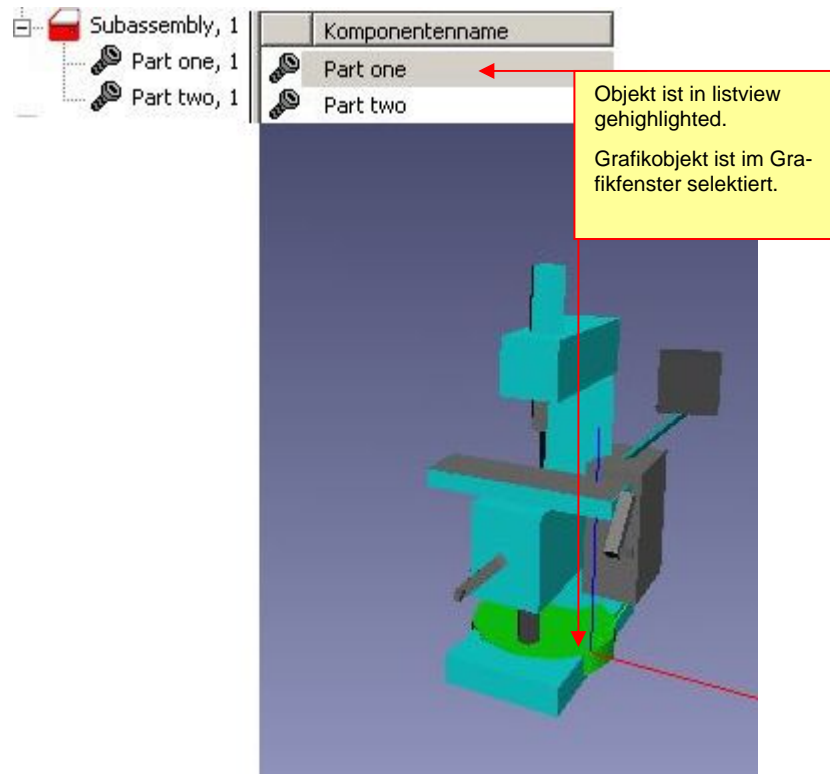 Subassembly, 1
Part one, 1
Part two, 1
Komponentenname
Part one
Part two
Objekt ist in listview
gehighlighted.
Grafikobjekt ist im Gra-
fikfenster selektiert.